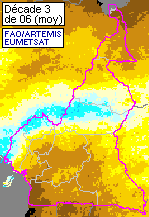 Décade 3
de 06 (moy)
FAO/ARTEMIS
EUMETSAT